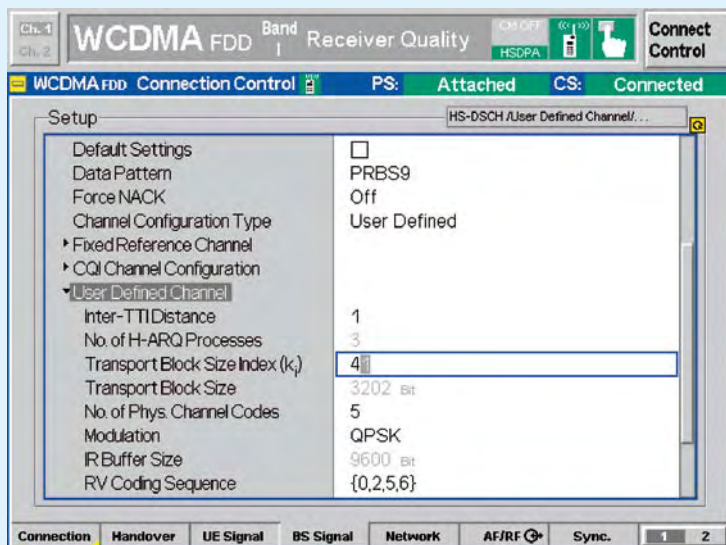 Ch. 1
Ch. 2
WCDMA FDD Band I Receiver Quality
CM OFF
HSDPA
Connect Control
WCDMA FDD Connection Control PS: Attached CS: Connected
Setup
HS-DSCH /User Defined Channel/...
Default Settings
Data Pattern PRBS9
Force NACK Off
Channel Configuration Type User Defined
Fixed Reference Channel
CQI Channel Configuration
User Defined Channel
Inter-TTI Distance 1
No. of H-ARQ Processes 3
Transport Block Size Index (ki) 41
Transport Block Size 3202 Bit
No. of Phys. Channel Codes 5
Modulation QPSK
IR Buffer Size 9600 Bit
RV Coding Sequence {0,2,5,6}
Connection Handover UE Signal BS Signal Network AF/RF Sync. 1 2